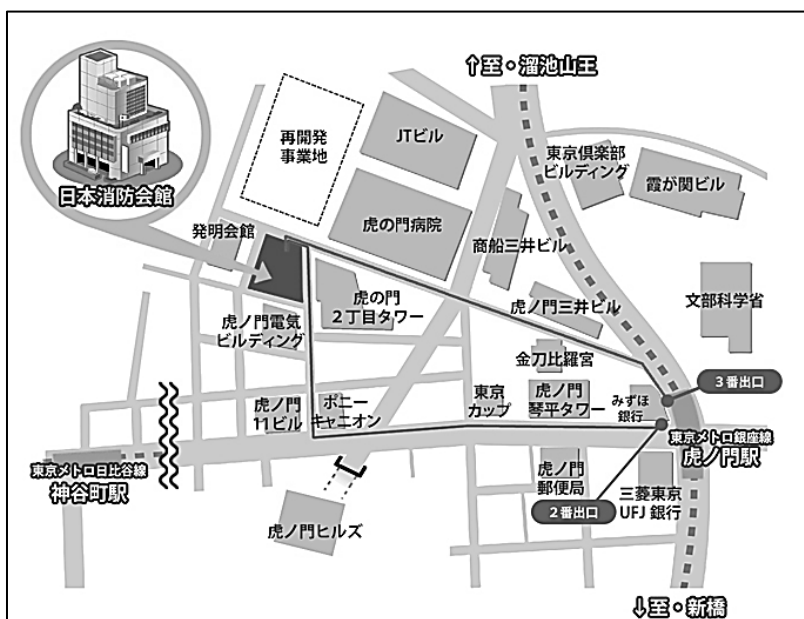 ↑至・溜池山王
再開発
事業地
JTビル
東京倶楽部
ビルディング
霞が関ビル
日本消防会館
発明会館
虎の門病院
商船三井ビル
虎の門
2丁目タワー
虎ノ門三井ビル
文部科学省
虎ノ門電気
ビルディング
金刀比羅宮
3番出口
虎ノ門
11ビル
ポニー
キャニオン
東京
カップ
虎ノ門
琴平タワー
みずほ
銀行
東京メトロ銀座線
虎ノ門駅
東京メトロ日比谷線
神谷町駅
虎ノ門
郵便局
三菱東京
UFJ 銀行
2番出口
虎ノ門ヒルズ
↓至・新橋